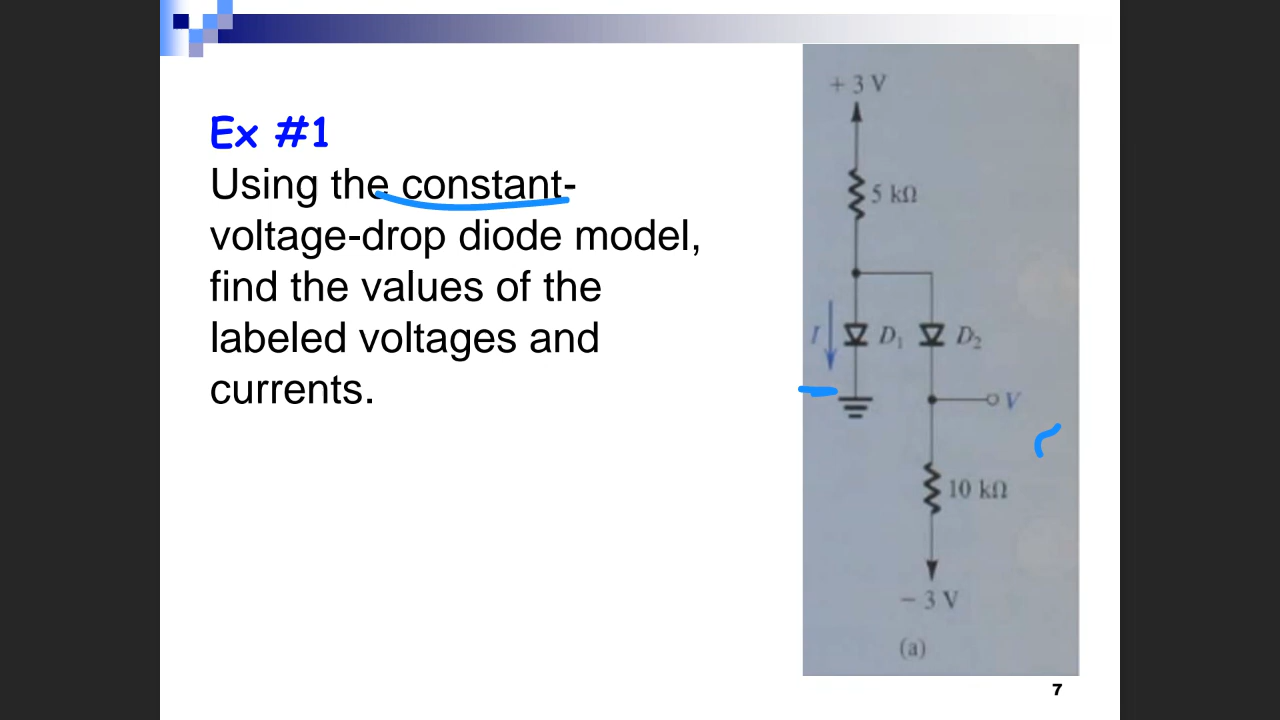 Ex #1
Using the constant-
voltage-drop diode model,
find the values of the
labeled voltages and
currents.
+ 3 V
5 kΩ
I
D₁
D₂
V
10 kΩ
− 3 V
(a)
7